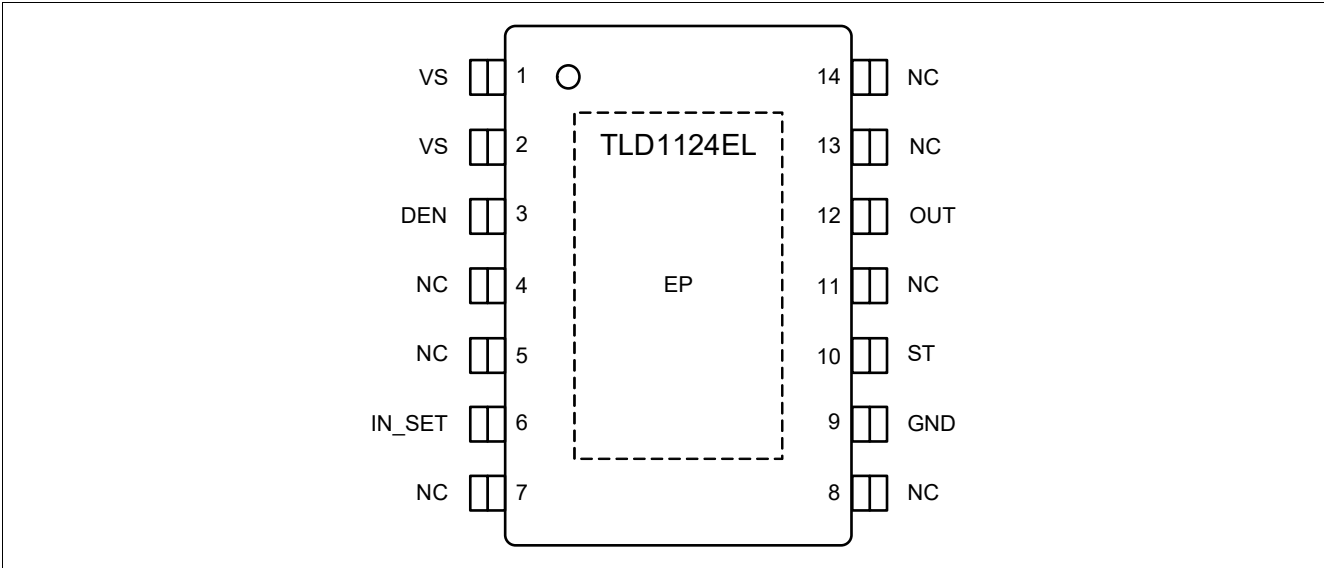 VS 1 14 NC
VS 2 TLD1124EL 13 NC
DEN 3 12 OUT
NC 4 EP 11 NC
NC 5 10 ST
IN_SET 6 9 GND
NC 7 8 NC